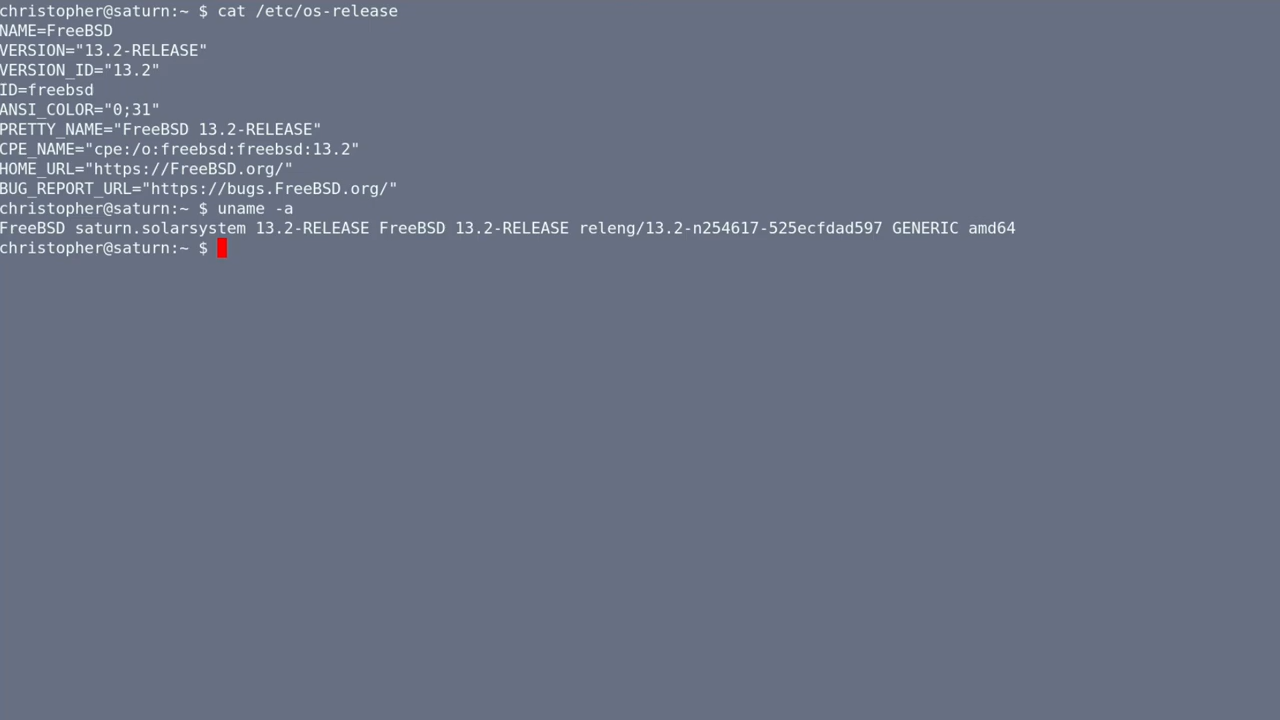 christopher@saturn:~ $ cat /etc/os-release
NAME=FreeBSD
VERSION="13.2-RELEASE"
VERSION_ID="13.2"
ID=freebsd
ANSI_COLOR="0;31"
PRETTY_NAME="FreeBSD 13.2-RELEASE"
CPE_NAME="cpe:/o:freebsd:freebsd:13.2"
HOME_URL="https://FreeBSD.org/"
BUG_REPORT_URL="https://bugs.FreeBSD.org/"
christopher@saturn:~ $ uname -a
FreeBSD saturn.solarsystem 13.2-RELEASE FreeBSD 13.2-RELEASE releng/13.2-n254617-525ecfdad597 GENERIC amd64
christopher@saturn:~ $